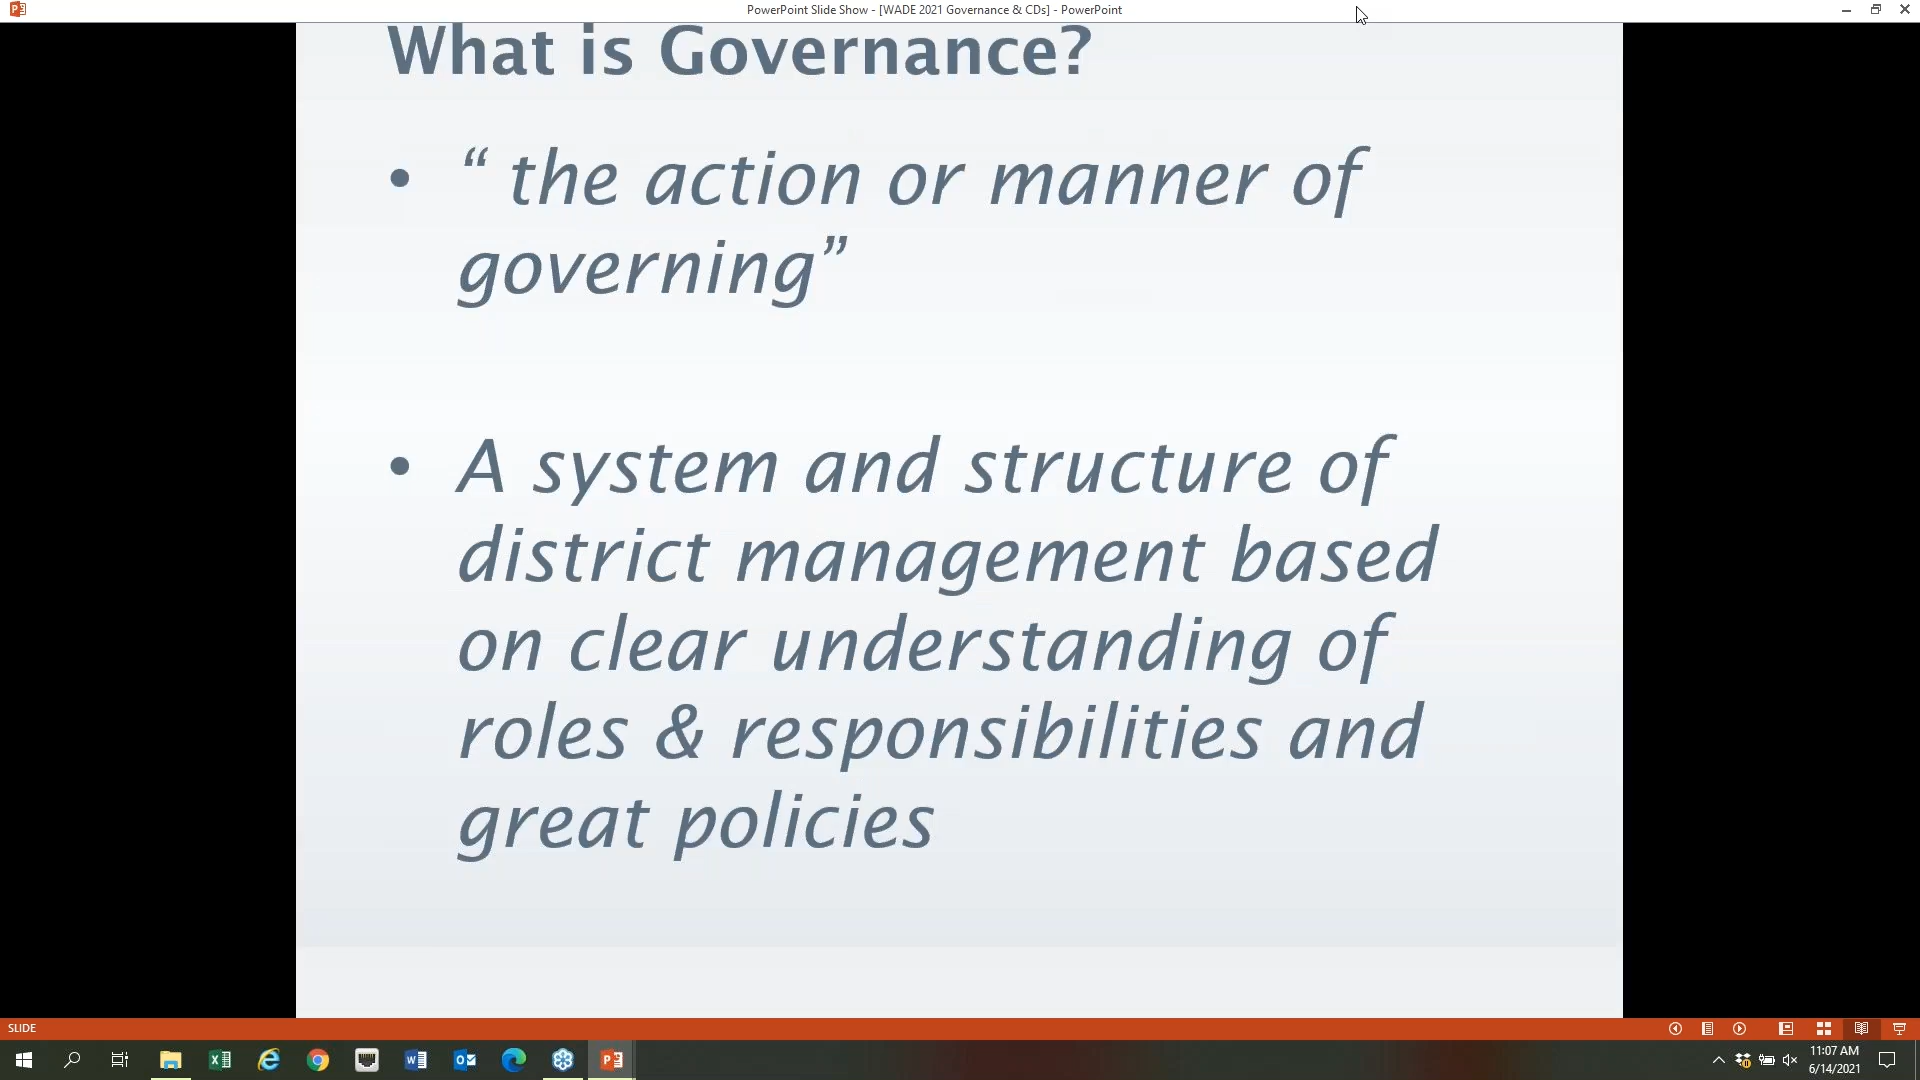 PowerPoint Slide Show - [WADE 2021 Governance & CDs] - PowerPoint
What is Governance?
• “ the action or manner of
governing”
• A system and structure of
district management based
on clear understanding of
roles & responsibilities and
great policies
SLIDE
11:07 AM
6/14/2021